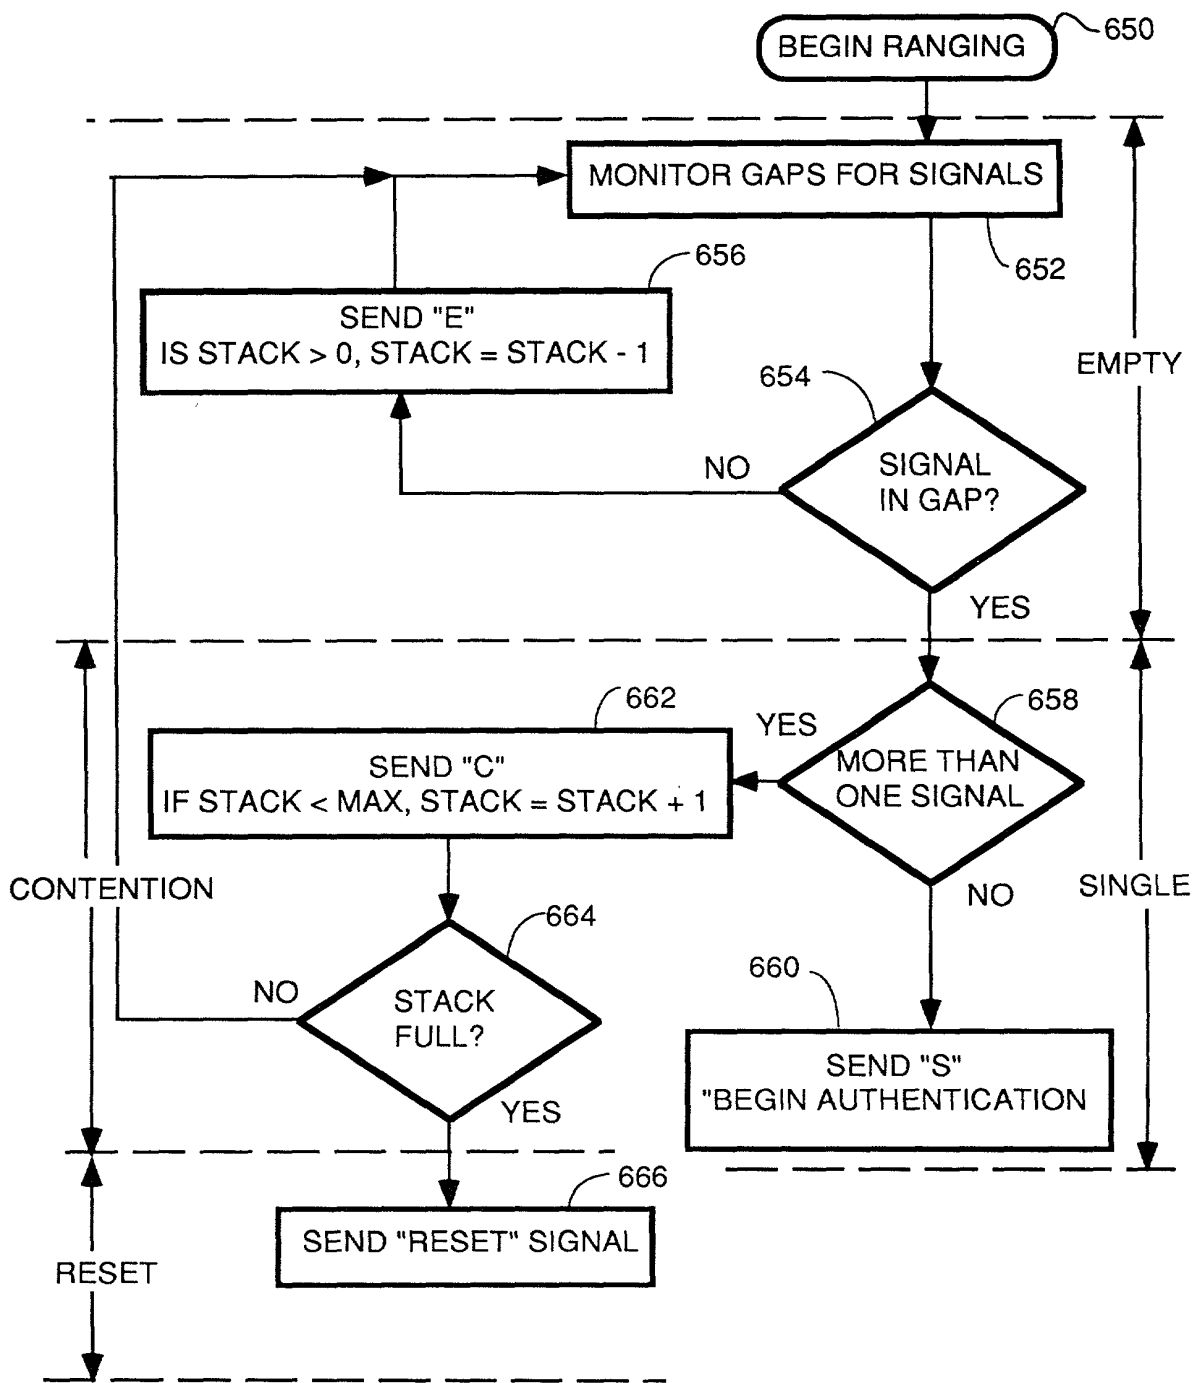 BEGIN RANGING
650
MONITOR GAPS FOR SIGNALS
652
656
SEND "E"
IS STACK > 0, STACK = STACK - 1
EMPTY
654
SIGNAL
IN GAP?
NO
YES
662
658
YES
MORE THAN
ONE SIGNAL
SEND "C"
IF STACK < MAX, STACK = STACK + 1
NO
CONTENTION
SINGLE
664
STACK
FULL?
NO
YES
660
SEND "S"
"BEGIN AUTHENTICATION
666
SEND "RESET" SIGNAL
RESET